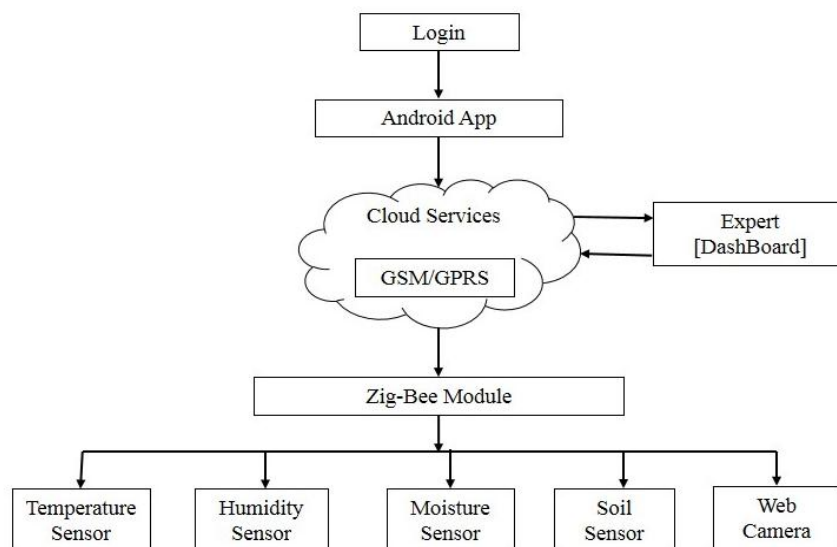 Login
Android App
Cloud Services
GSM/GPRS
Expert
[DashBoard]
Zig-Bee Module
Temperature
Sensor
Humidity
Sensor
Moisture
Sensor
Soil
Sensor
Web
Camera